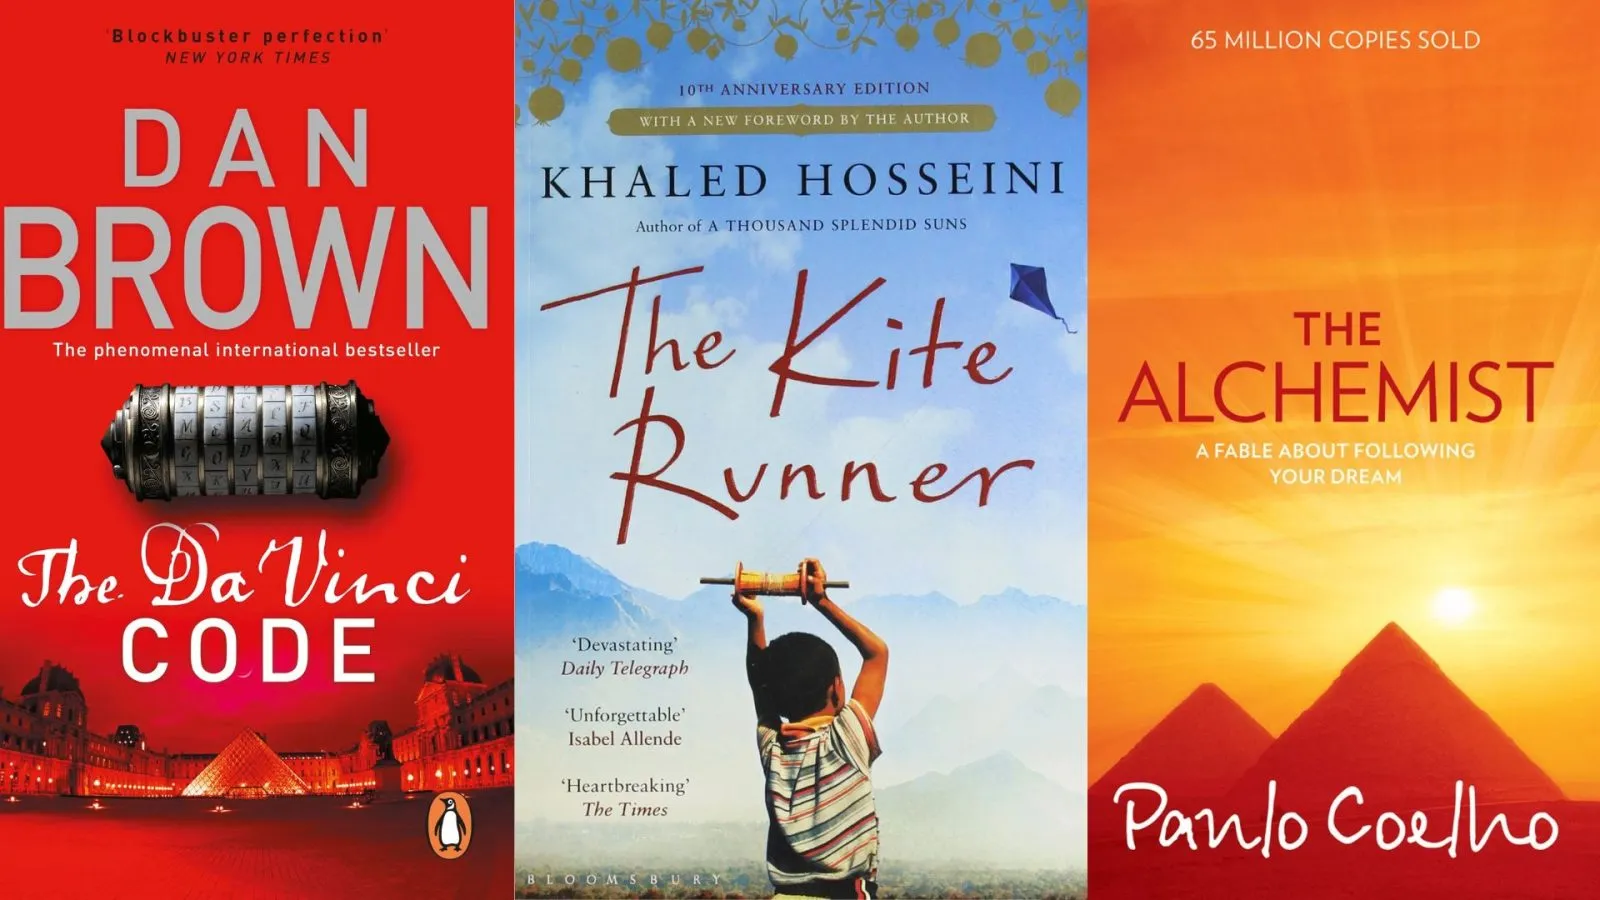 'Blockbuster perfection'
NEW YORK TIMES
DAN
BROWN
The phenomenal international bestseller
The Da Vinci
CODE
10TH ANNIVERSARY EDITION
WITH A NEW FOREWORD BY THE AUTHOR
KHALED HOSSEINI
Author of A THOUSAND SPLENDID SUNS
The Kite
Runner
'Devastating'
Daily Telegraph
'Unforgettable'
Isabel Allende
'Heartbreaking'
The Times
BLOOMSBURY
65 MILLION COPIES SOLD
THE
ALCHEMIST
A FABLE ABOUT FOLLOWING
YOUR DREAM
Paulo Coelho